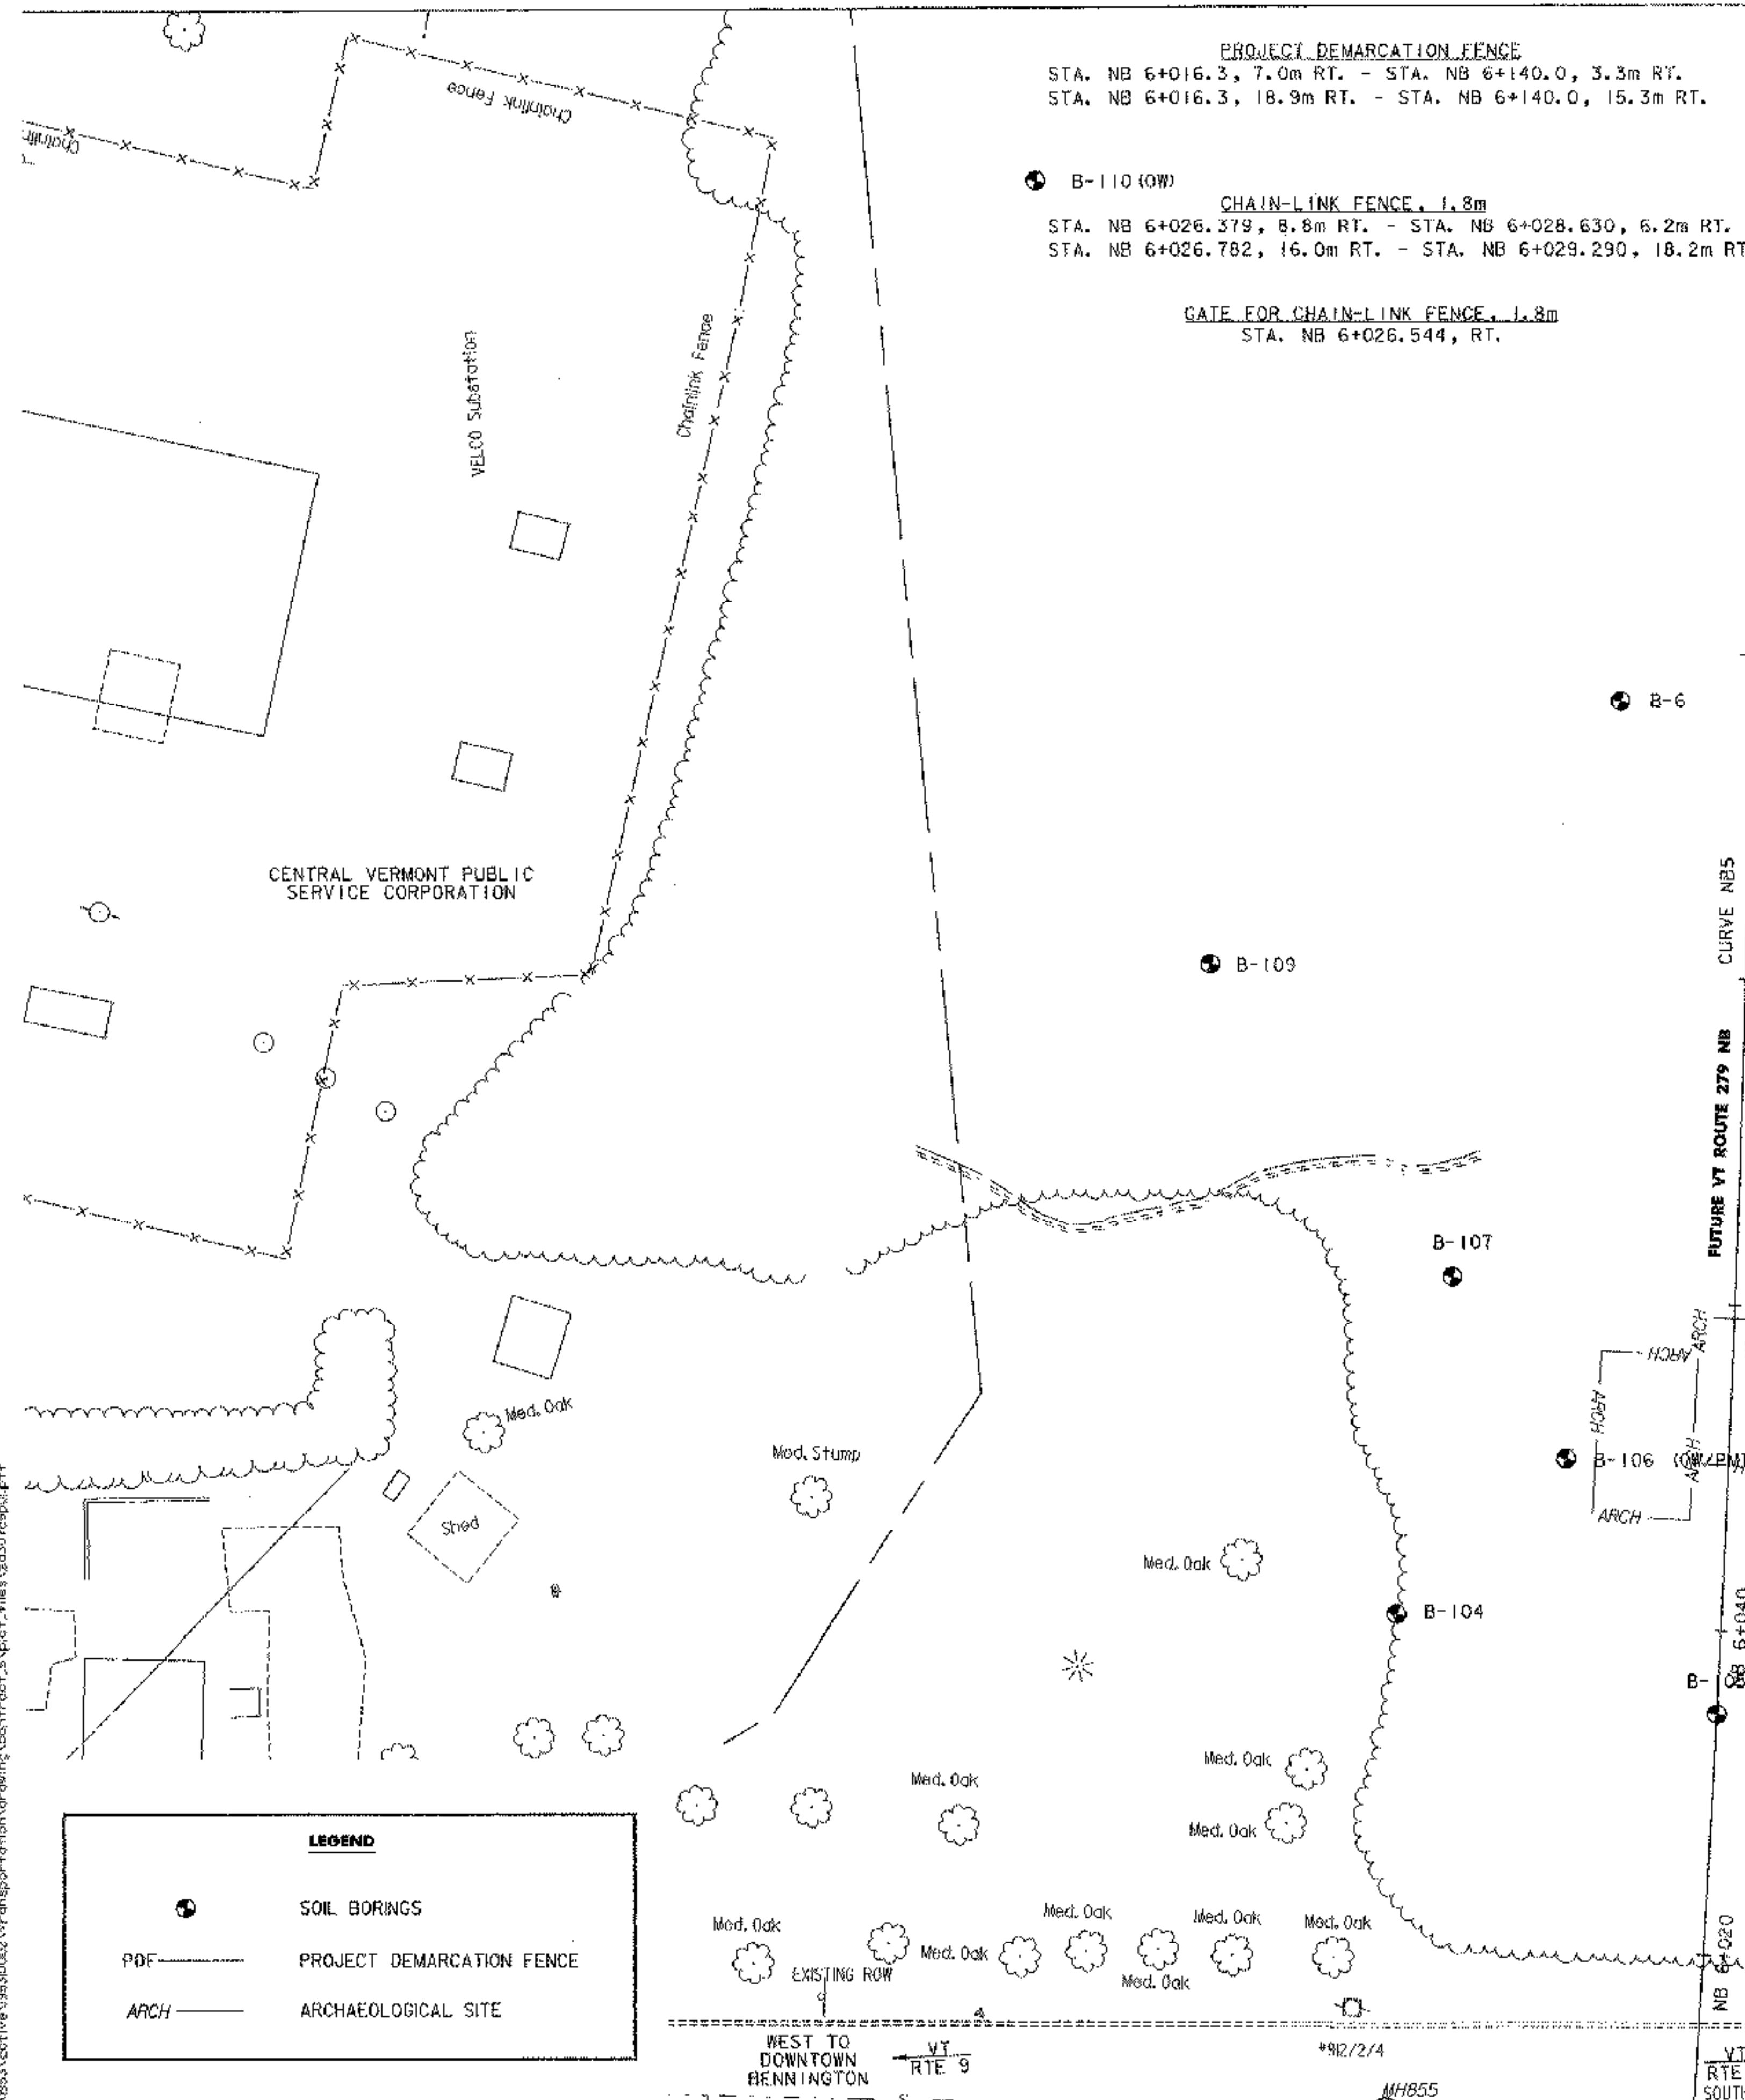 PROJECT DEMARCATION FENCE
STA. NB 6+016.3, 7.0m RT. - STA. NB 6+140.0, 3.3m RT.
STA. NB 6+016.3, 18.9m RT. - STA. NB 6+140.0, 15.3m RT.
B-110 (OW)
CHAIN-LINK FENCE, 1.8m
STA. NB 6+026.379, 8.8m RT. - STA. NB 6+028.630, 6.2m RT.
STA. NB 6+026.782, 16.0m RT. - STA. NB 6+029.290, 18.2m RT
GATE FOR CHAIN-LINK FENCE, 1.8m
STA. NB 6+026.544, RT.
Chainlink Fence
Chainlink Fence
VELCO Substation
B-6
CENTRAL VERMONT PUBLIC
SERVICE CORPORATION
B-109
CURVE NB5
FUTURE VT ROUTE 279 NB
B-107
ARCH
ARCH
ARCH
ARCH
ARCH
B-106 (OW/PM)
Med. Oak
Med. Stump
Shed
Med. Oak
B-104
6+040
B-
Med. Oak
Med. Oak
Med. Oak
LEGEND
SOIL BORINGS
PDF PROJECT DEMARCATION FENCE
ARCH ARCHAEOLOGICAL SITE
Med. Oak
Med. Oak
Med. Oak
Med. Oak
Med. Oak
Med. Oak
EXISTING ROW
NB 6+020
WEST TO
DOWNTOWN
BENNINGTON
VT
RTE 9
#912/2/4
MH855
VT
RTE